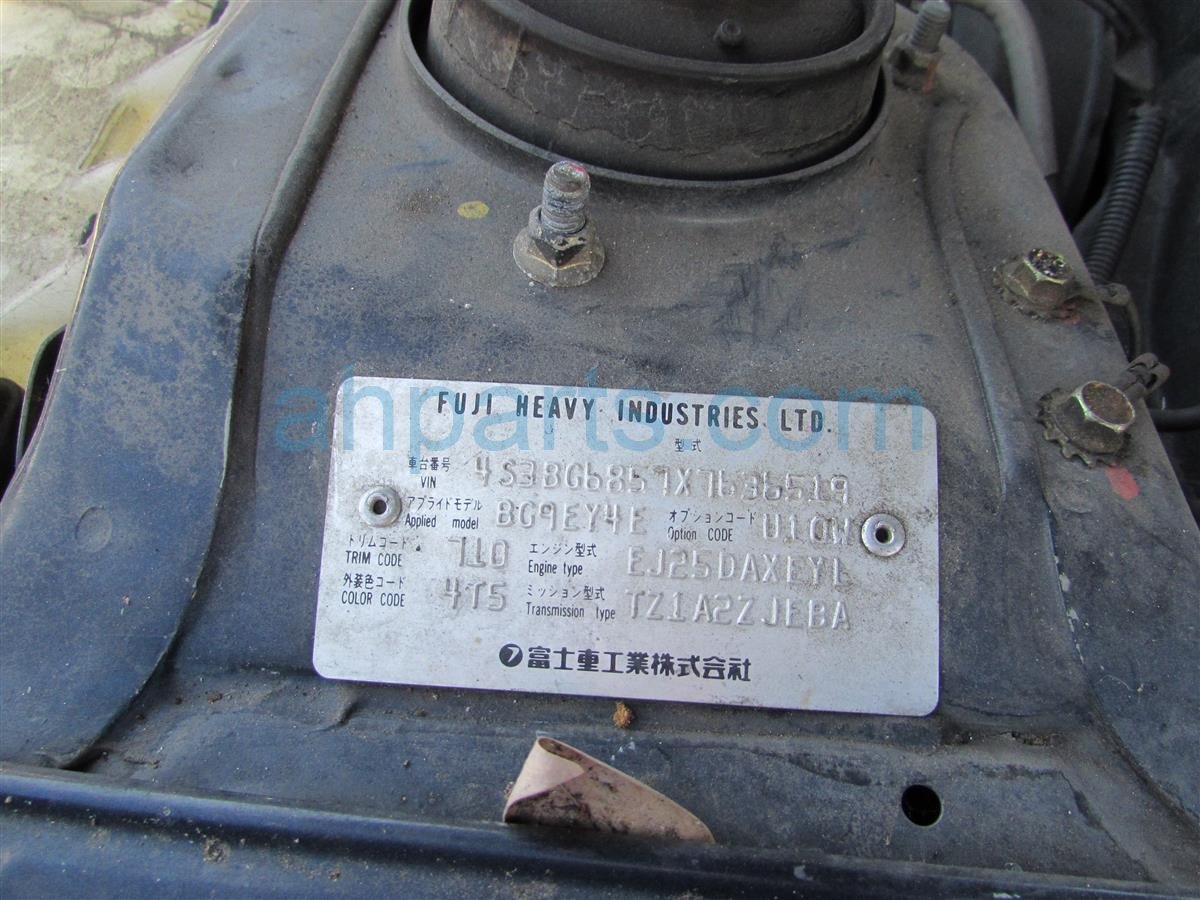 FUJI HEAVY INDUSTRIES LTD.
型式
車台番号
VIN 4S3BG6857X7636519
アプライドモデル
Applied model BG9EY4E オプションコード
Option CODE U10W
トリムコード
TRIM CODE 710 エンジン型式
Engine type EJ25DAXEYE
外装色コード
COLOR CODE 4T5 ミッション型式
Transmission type TZ1A2ZJEBA
富士重工業株式会社
ahparts.com